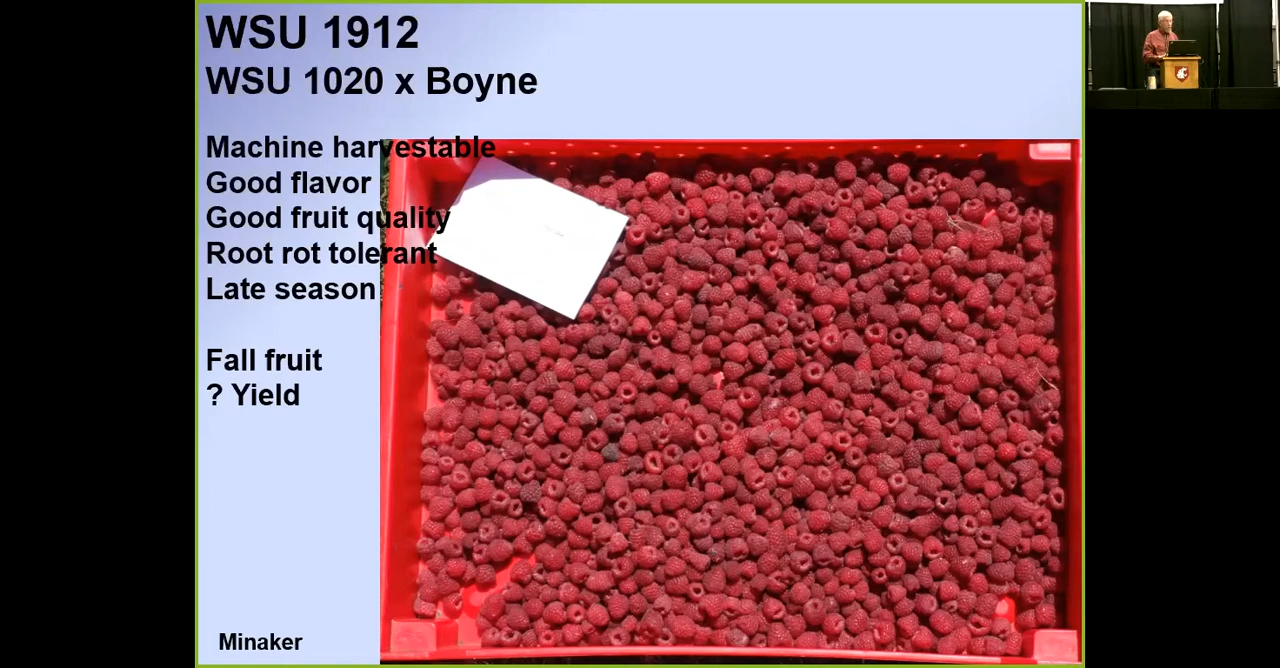 WSU 1912
WSU 1020 x Boyne
Machine harvestable
Good flavor
Good fruit quality
Root rot tolerant
Late season
Fall fruit
? Yield
Minaker